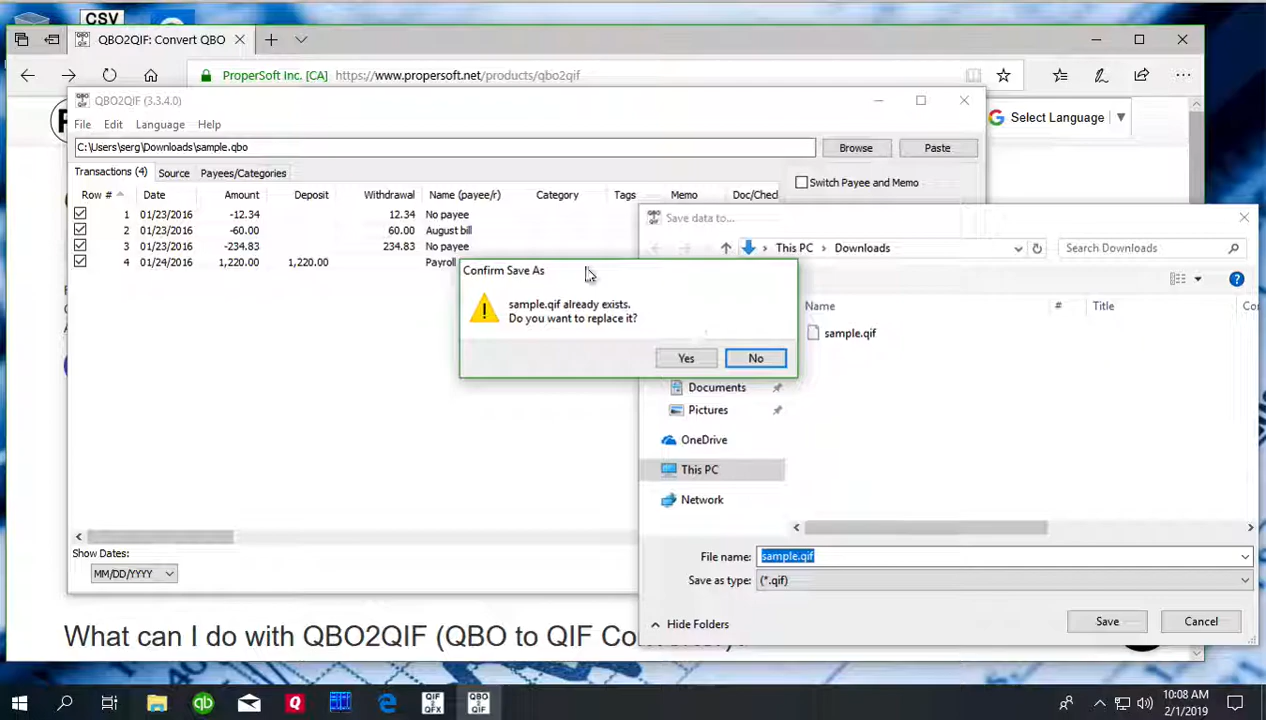 CSV
QBO2QIF: Convert QBO
ProperSoft Inc. [CA] https://www.propersoft.net/products/qbo2qif
QBO2QIF (3.3.4.0)
Select Language
File Edit Language Help
C:\Users\serg\Downloads\sample.qbo
Browse Paste
Transactions (4) Source Payees/Categories
Switch Payee and Memo
Row # Date Amount Deposit Withdrawal Name (payee/r) Category Tags Memo Doc/Check
1 01/23/2016 -12.34 12.34 No payee
2 01/23/2016 -60.00 60.00 August bill
3 01/23/2016 -234.83 234.83 No payee
4 01/24/2016 1,220.00 1,220.00 Payroll
Save data to...
This PC > Downloads
Search Downloads
Name # Title
sample.qif
Confirm Save As
sample.qif already exists.
Do you want to replace it?
Yes No
Documents
Pictures
OneDrive
This PC
Network
Show Dates:
MM/DD/YYYY
File name: sample.qif
Save as type: (*.qif)
Hide Folders
Save Cancel
What can I do with QBO2QIF (QBO to QIF
qb
QIF
QFX
QBO
QIF
10:08 AM
2/1/2019